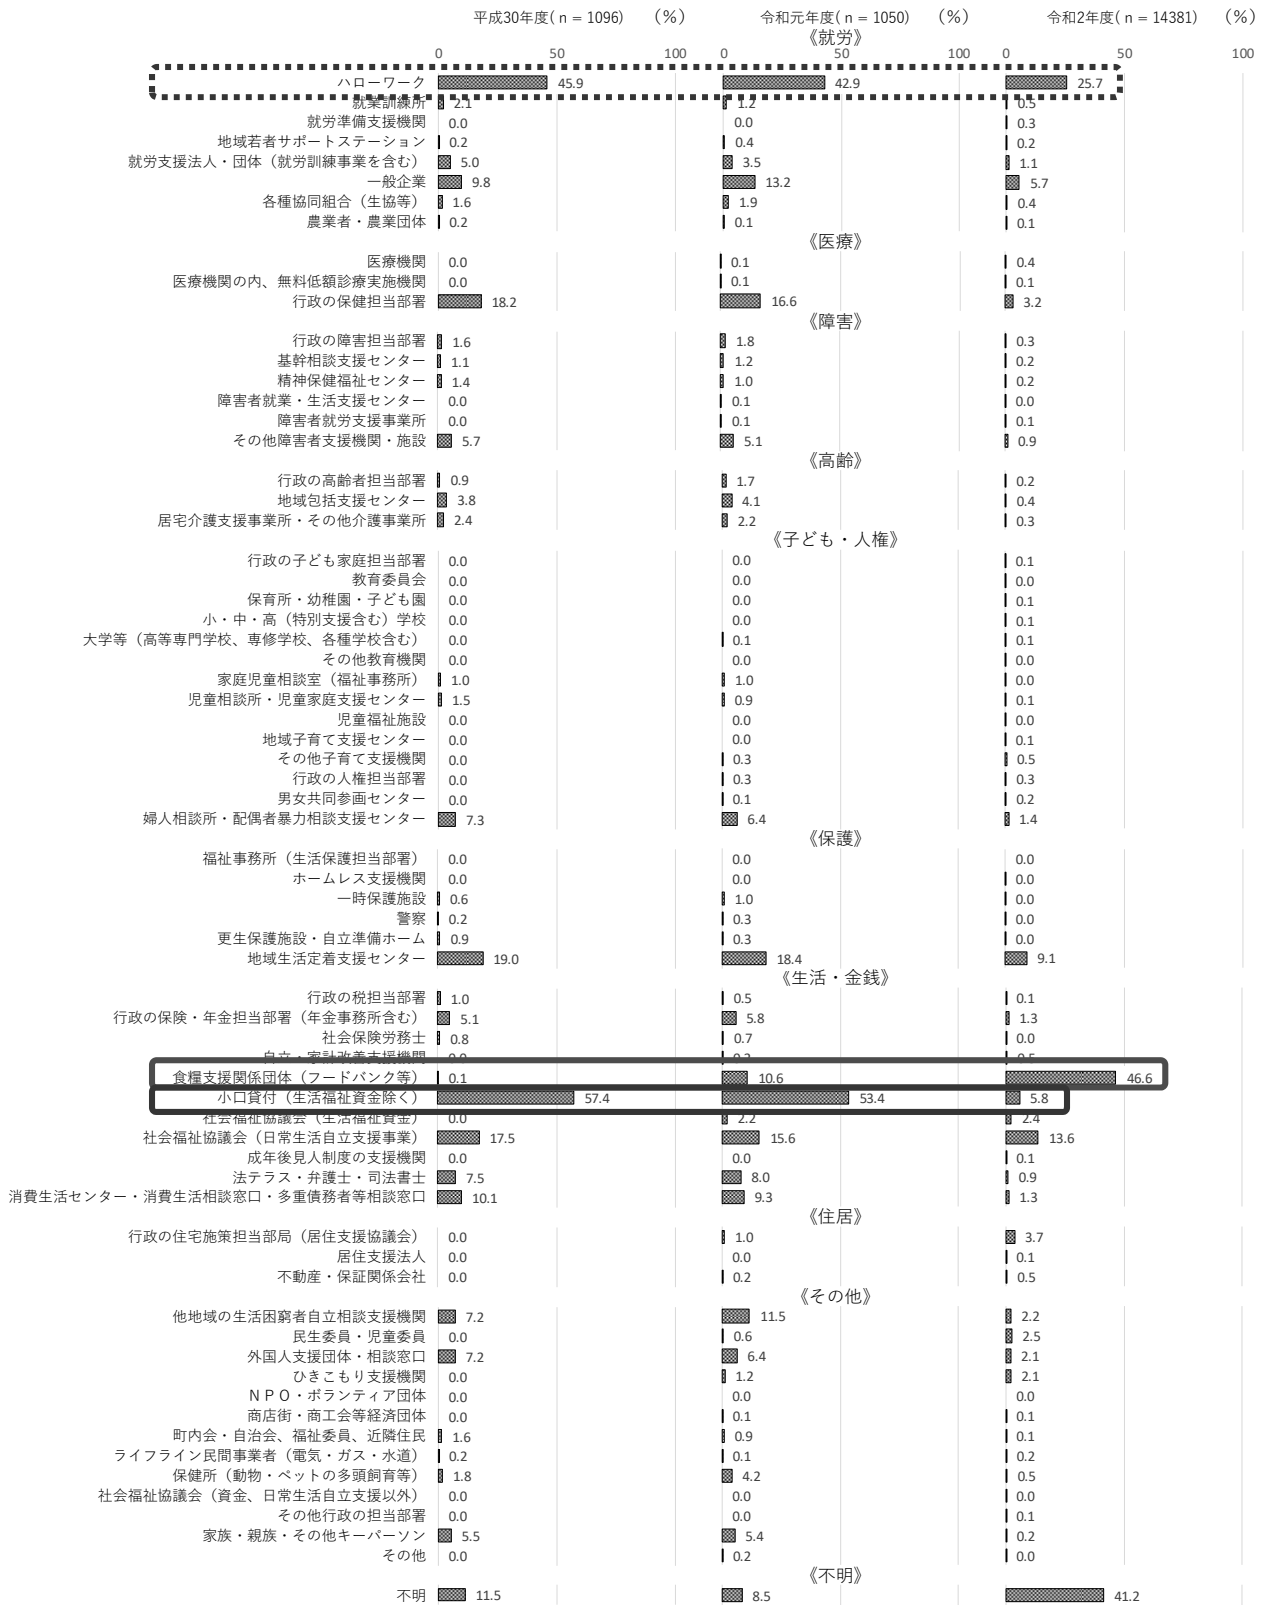 平成30年度( n = 1096) （%） 令和元年度( n = 1050) （%） 令和2年度( n = 14381) （%）
《就労》
0 50 100 0 50 100 0 50 100
ハローワーク 45.9 42.9 25.7
就業訓練所 2.1 1.2 0.5
就労準備支援機関 0.0 0.0 0.3
地域若者サポートステーション 0.2 0.4 0.2
就労支援法人・団体（就労訓練事業を含む） 5.0 3.5 1.1
一般企業 9.8 13.2 5.7
各種協同組合（生協等） 1.6 1.9 0.4
農業者・農業団体 0.2 0.1 0.1
《医療》
医療機関 0.0 0.1 0.4
医療機関の内、無料低額診療実施機関 0.0 0.1 0.1
行政の保健担当部署 18.2 16.6 3.2
《障害》
行政の障害担当部署 1.6 1.8 0.3
基幹相談支援センター 1.1 1.2 0.2
精神保健福祉センター 1.4 1.0 0.2
障害者就業・生活支援センター 0.0 0.1 0.0
障害者就労支援事業所 0.0 0.1 0.1
その他障害者支援機関・施設 5.7 5.1 0.9
《高齢》
行政の高齢者担当部署 0.9 1.7 0.2
地域包括支援センター 3.8 4.1 0.4
居宅介護支援事業所・その他介護事業所 2.4 2.2 0.3
《子ども・人権》
行政の子ども家庭担当部署 0.0 0.0 0.1
教育委員会 0.0 0.0 0.0
保育所・幼稚園・子ども園 0.0 0.0 0.1
小・中・高（特別支援含む）学校 0.0 0.0 0.1
大学等（高等専門学校、専修学校、各種学校含む） 0.0 0.1 0.1
その他教育機関 0.0 0.0 0.0
家庭児童相談室（福祉事務所） 1.0 1.0 0.0
児童相談所・児童家庭支援センター 1.5 0.9 0.1
児童福祉施設 0.0 0.0 0.0
地域子育て支援センター 0.0 0.0 0.1
その他子育て支援機関 0.0 0.3 0.5
行政の人権担当部署 0.0 0.3 0.3
男女共同参画センター 0.0 0.1 0.2
婦人相談所・配偶者暴力相談支援センター 7.3 6.4 1.4
《保護》
福祉事務所（生活保護担当部署） 0.0 0.0 0.0
ホームレス支援機関 0.0 0.0 0.0
一時保護施設 0.6 1.0 0.0
警察 0.2 0.3 0.0
更生保護施設・自立準備ホーム 0.9 0.3 0.0
地域生活定着支援センター 19.0 18.4 9.1
《生活・金銭》
行政の税担当部署 1.0 0.5 0.1
行政の保険・年金担当部署（年金事務所含む） 5.1 5.8 1.3
社会保険労務士 0.8 0.7 0.0
自立・家計改善支援機関
食糧支援関係団体（フードバンク等） 0.1 10.6 46.6
小口貸付（生活福祉資金除く） 57.4 53.4 5.8
社会福祉協議会（生活福祉資金） 0.0 2.2 2.4
社会福祉協議会（日常生活自立支援事業） 17.5 15.6 13.6
成年後見人制度の支援機関 0.0 0.0 0.1
法テラス・弁護士・司法書士 7.5 8.0 0.9
消費生活センター・消費生活相談窓口・多重債務者等相談窓口 10.1 9.3 1.3
《住居》
行政の住宅施策担当部局（居住支援協議会） 0.0 1.0 3.7
居住支援法人 0.0 0.0 0.1
不動産・保証関係会社 0.0 0.2 0.5
《その他》
他地域の生活困窮者自立相談支援機関 7.2 11.5 2.2
民生委員・児童委員 0.0 0.6 2.5
外国人支援団体・相談窓口 7.2 6.4 2.1
ひきこもり支援機関 0.0 1.2 2.1
ＮＰＯ・ボランティア団体 0.0 0.0 0.0
商店街・商工会等経済団体 0.0 0.1 0.1
町内会・自治会、福祉委員、近隣住民 1.6 0.9 0.1
ライフライン民間事業者（電気・ガス・水道） 0.2 0.1 0.2
保健所（動物・ペットの多頭飼育等） 1.8 4.2 0.5
社会福祉協議会（資金、日常生活自立支援以外） 0.0 0.0 0.0
その他行政の担当部署 0.0 0.0 0.1
家族・親族・その他キーパーソン 5.5 5.4 0.2
その他 0.0 0.2 0.0
《不明》
不明 11.5 8.5 41.2